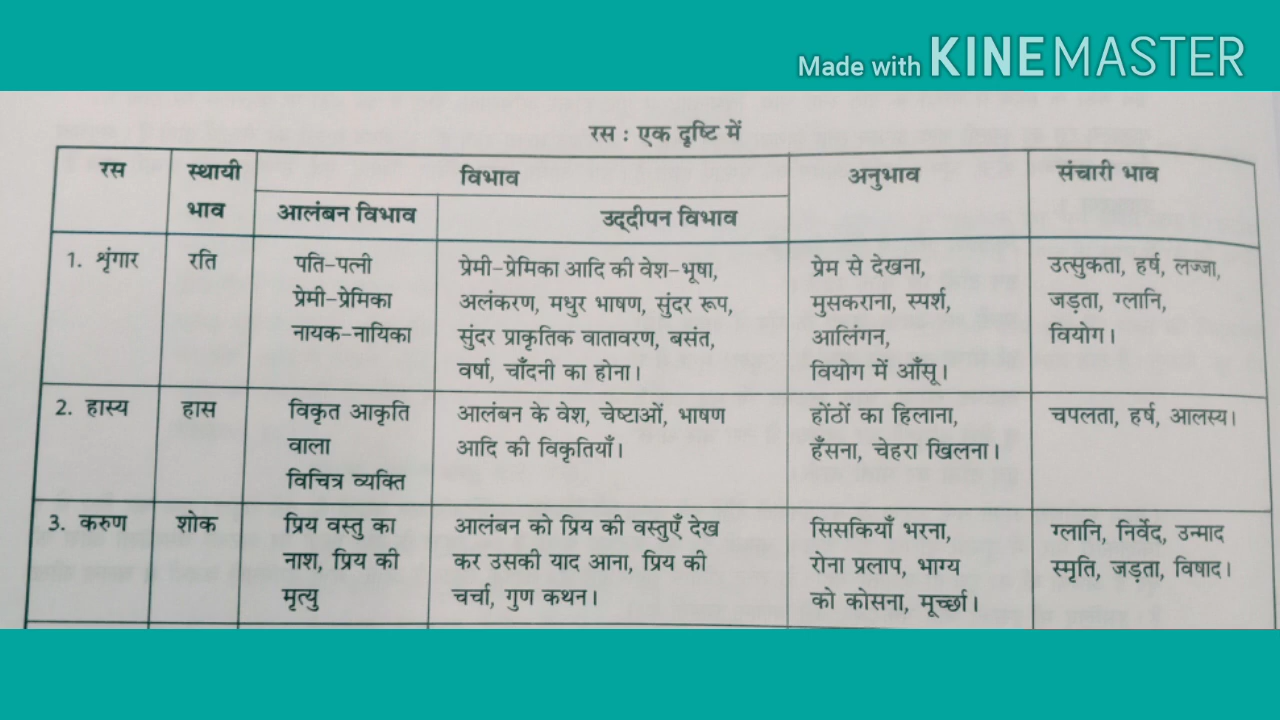 Made with KINEMASTER
रस : एक दृष्टि में
रस स्थायी भाव विभाव अनुभाव संचारी भाव
आलंबन विभाव उद्दीपन विभाव
1. शृंगार रति पति-पत्नी प्रेमी-प्रेमिका आदि की वेश-भूषा, प्रेम से देखना, उत्सुकता, हर्ष, लज्जा,
प्रेमी-प्रेमिका अलंकरण, मधुर भाषण, सुंदर रूप, मुसकराना, स्पर्श, जड़ता, ग्लानि,
नायक-नायिका सुंदर प्राकृतिक वातावरण, बसंत, आलिंगन, वियोग।
वर्षा, चाँदनी का होना। वियोग में आँसू।
2. हास्य हास विकृत आकृति आलंबन के वेश, चेष्टाओं, भाषण होंठों का हिलाना, चपलता, हर्ष, आलस्य।
वाला आदि की विकृतियाँ। हँसना, चेहरा खिलना।
विचित्र व्यक्ति
3. करुण शोक प्रिय वस्तु का आलंबन को प्रिय की वस्तुएँ देख सिसकियाँ भरना, ग्लानि, निर्वेद, उन्माद
नाश, प्रिय की कर उसकी याद आना, प्रिय की रोना प्रलाप, भाग्य स्मृति, जड़ता, विषाद।
मृत्यु चर्चा, गुण कथन। को कोसना, मूर्च्छा।